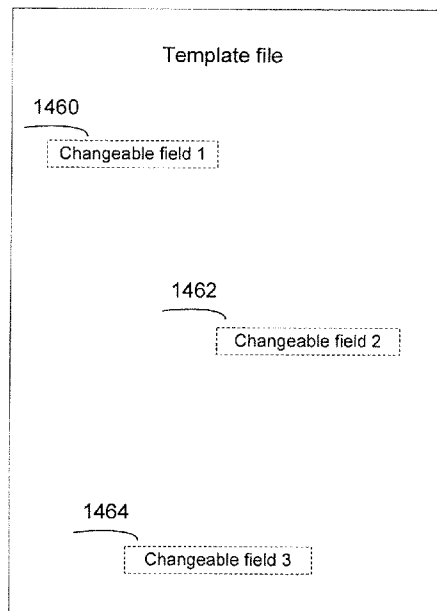 Template file
1460
Changeable field 1
1462
Changeable field 2
1464
Changeable field 3